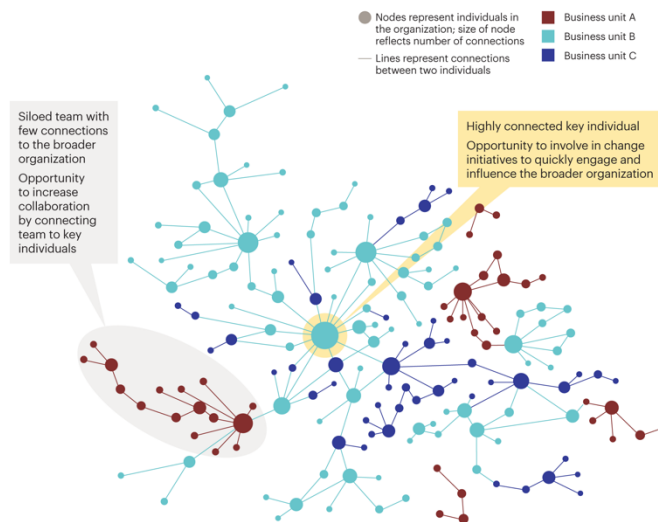 Nodes represent individuals in
the organization; size of node
reflects number of connections
Lines represent connections
between two individuals
Business unit A
Business unit B
Business unit C
Siloed team with
few connections
to the broader
organization
Opportunity
to increase
collaboration
by connecting
team to key
individuals
Highly connected key individual
Opportunity to involve in change
initiatives to quickly engage and
influence the broader organization